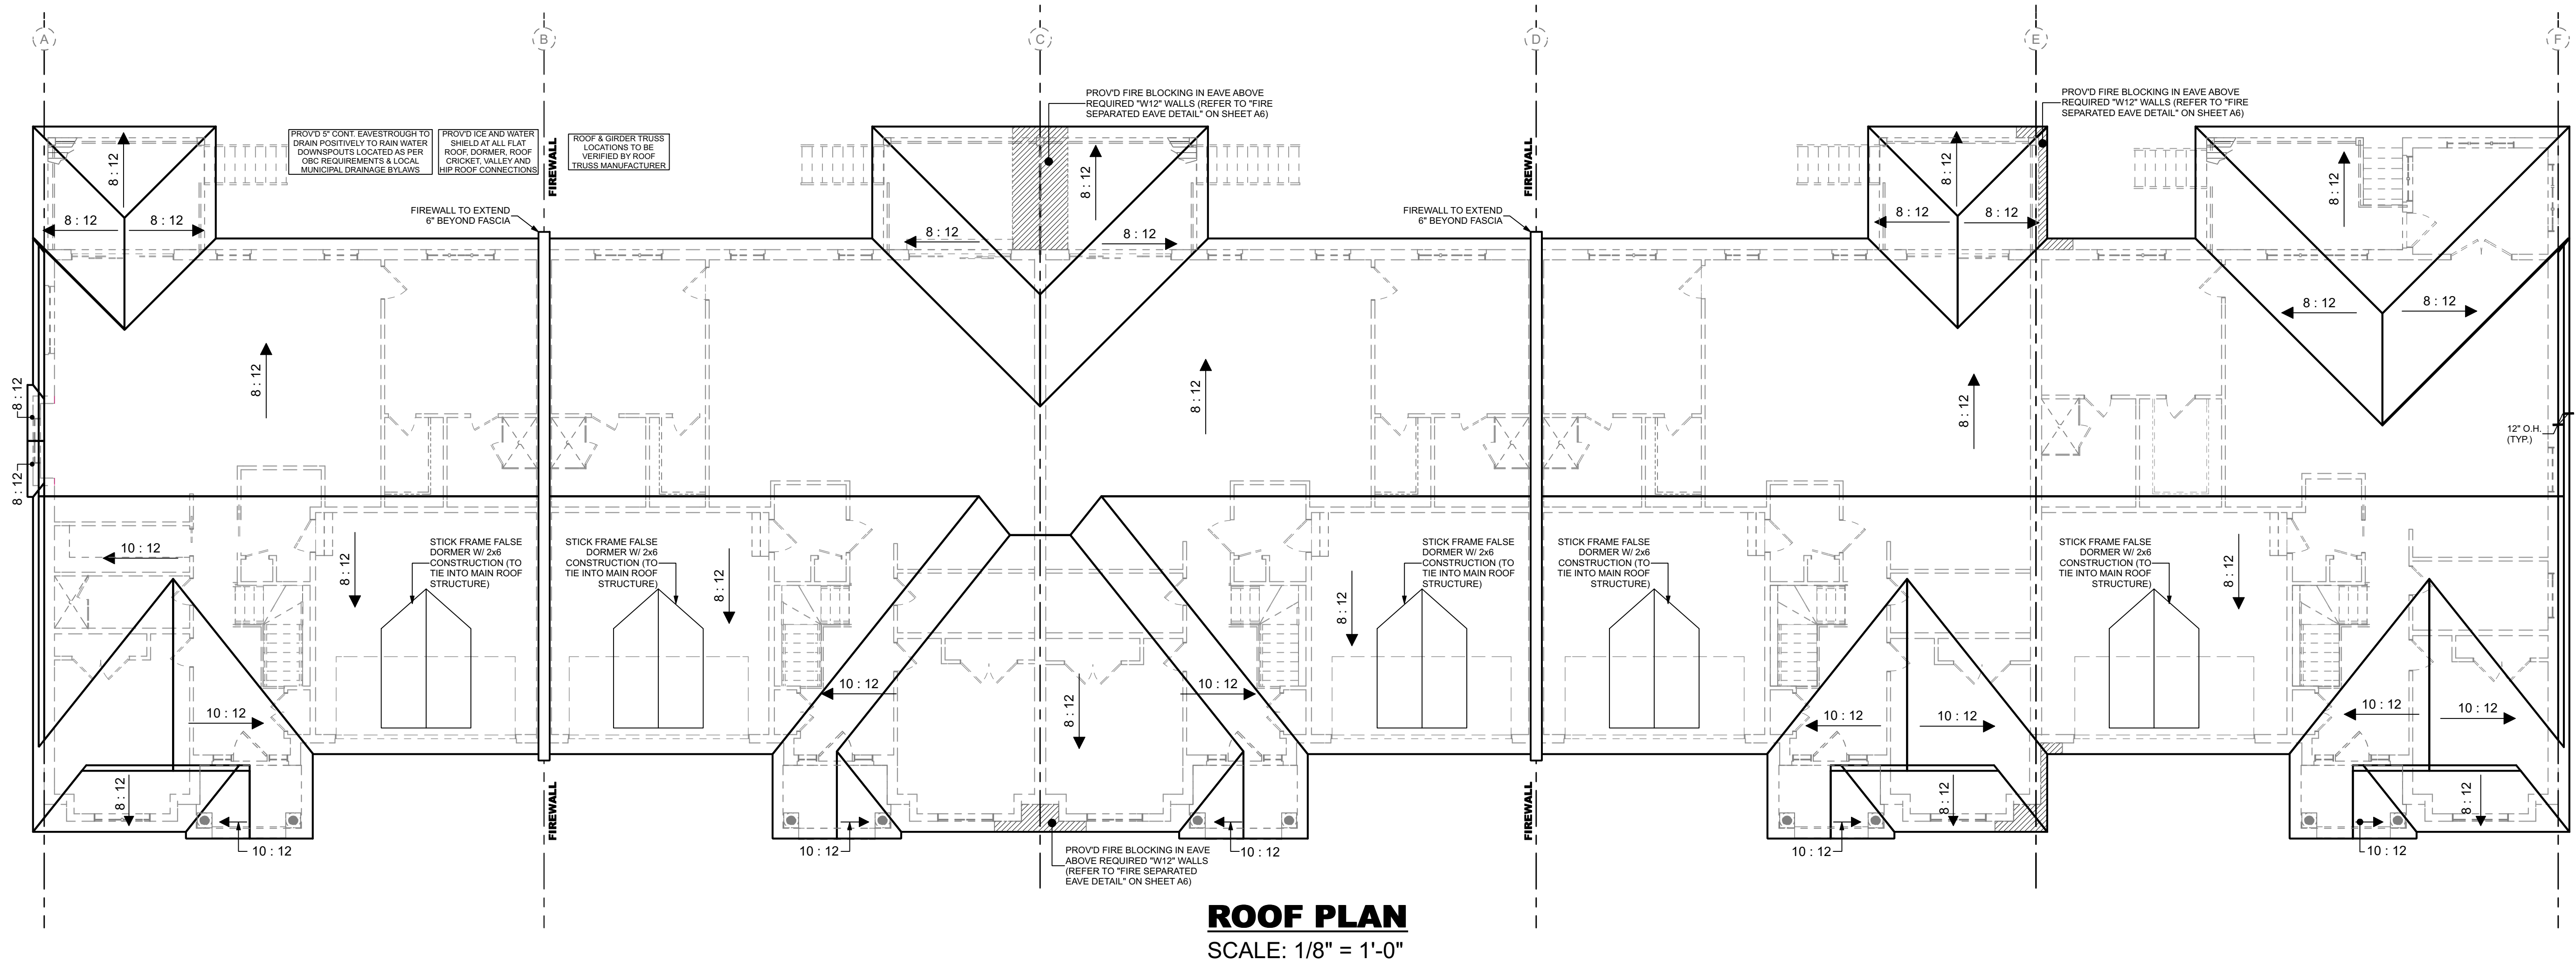 A
B
C
D
E
F
PROV'D FIRE BLOCKING IN EAVE ABOVE
REQUIRED "W12" WALLS (REFER TO "FIRE
SEPARATED EAVE DETAIL" ON SHEET A6)
PROV'D FIRE BLOCKING IN EAVE ABOVE
REQUIRED "W12" WALLS (REFER TO "FIRE
SEPARATED EAVE DETAIL" ON SHEET A6)
PROV'D 5" CONT. EAVESTROUGH TO
DRAIN POSITIVELY TO RAIN WATER
DOWNSPOUTS LOCATED AS PER
OBC REQUIREMENTS & LOCAL
MUNICIPAL DRAINAGE BYLAWS
PROV'D ICE AND WATER
SHIELD AT ALL FLAT
ROOF, DORMER, ROOF
CRICKET, VALLEY AND
HIP ROOF CONNECTIONS
FIREWALL
ROOF & GIRDER TRUSS
LOCATIONS TO BE
VERIFIED BY ROOF
TRUSS MANUFACTURER
FIREWALL
8 : 12
8 : 12
8 : 12
8 : 12
8 : 12
FIREWALL TO EXTEND
6" BEYOND FASCIA
FIREWALL TO EXTEND
6" BEYOND FASCIA
8 : 12
8 : 12
8 : 12
8 : 12
8 : 12
8 : 12
8 : 12
8 : 12
8 : 12
8 : 12
8 : 12
8 : 12
8 : 12
12" O.H.
(TYP.)
10 : 12
8 : 12
STICK FRAME FALSE
DORMER W/ 2x6
CONSTRUCTION (TO
TIE INTO MAIN ROOF
STRUCTURE)
STICK FRAME FALSE
DORMER W/ 2x6
CONSTRUCTION (TO
TIE INTO MAIN ROOF
STRUCTURE)
8 : 12
8 : 12
STICK FRAME FALSE
DORMER W/ 2x6
CONSTRUCTION (TO
TIE INTO MAIN ROOF
STRUCTURE)
STICK FRAME FALSE
DORMER W/ 2x6
CONSTRUCTION (TO
TIE INTO MAIN ROOF
STRUCTURE)
STICK FRAME FALSE
DORMER W/ 2x6
CONSTRUCTION (TO
TIE INTO MAIN ROOF
STRUCTURE)
8 : 12
10 : 12
10 : 12
8 : 12
10 : 12
10 : 12
10 : 12
10 : 12
10 : 12
8 : 12
FIREWALL
FIREWALL
8 : 12
8 : 12
10 : 12
10 : 12
10 : 12
10 : 12
10 : 12
PROV'D FIRE BLOCKING IN EAVE
ABOVE REQUIRED "W12" WALLS
(REFER TO "FIRE SEPARATED
EAVE DETAIL" ON SHEET A6)
ROOF PLAN
SCALE: 1/8" = 1'-0"